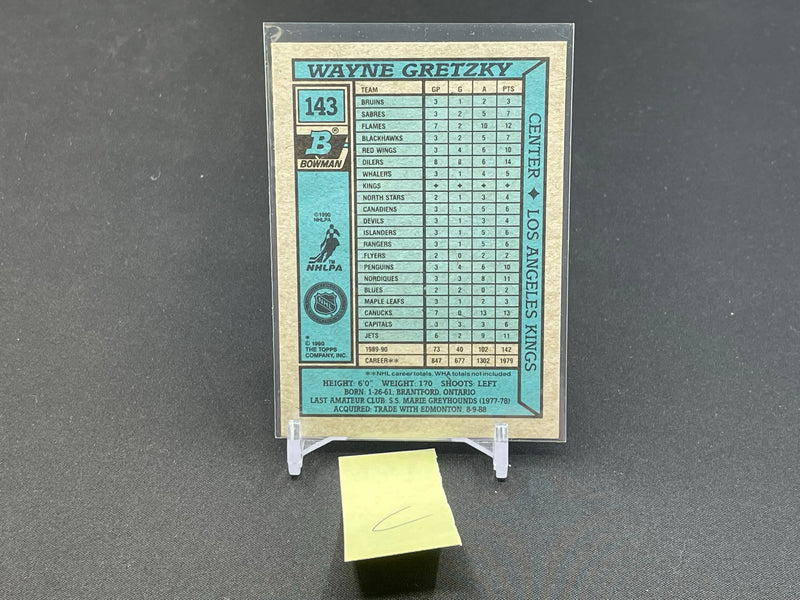 WAYNE GRETZKY
143
B®
BOWMAN
©1990
NHLPA
™
NHLPA
NHL
*
© 1990
THE TOPPS
COMPANY, INC.
TEAM GP G A PTS
BRUINS 3 1 2 3
SABRES 3 2 5 7
FLAMES 7 2 10 12
BLACKHAWKS 3 2 5 7
RED WINGS 3 4 6 10
OILERS 8 8 6 14
WHALERS 3 1 4 5
KINGS ♦ ♦ ♦ ♦
NORTH STARS 2 1 3 4
CANADIENS 3 1 5 6
DEVILS 3 1 3 4
ISLANDERS 3 1 5 6
RANGERS 3 1 5 6
FLYERS 2 0 2 2
PENGUINS 3 4 6 10
NORDIQUES 3 3 8 11
BLUES 2 2 0 2
MAPLE LEAFS 3 1 2 3
CANUCKS 7 0 13 13
CAPITALS 3 3 3 6
JETS 6 2 9 11
1989-90 73 40 102 142
CAREER** 847 677 1302 1979
**NHL career totals. WHA totals not included.
CENTER ♦ LOS ANGELES KINGS
HEIGHT: 6'0" WEIGHT: 170 SHOOTS: LEFT
BORN: 1-26-61, BRANTFORD, ONTARIO
LAST AMATEUR CLUB: S.S. MARIE GREYHOUNDS (1977-78)
ACQUIRED: TRADE WITH EDMONTON, 8-9-88
C